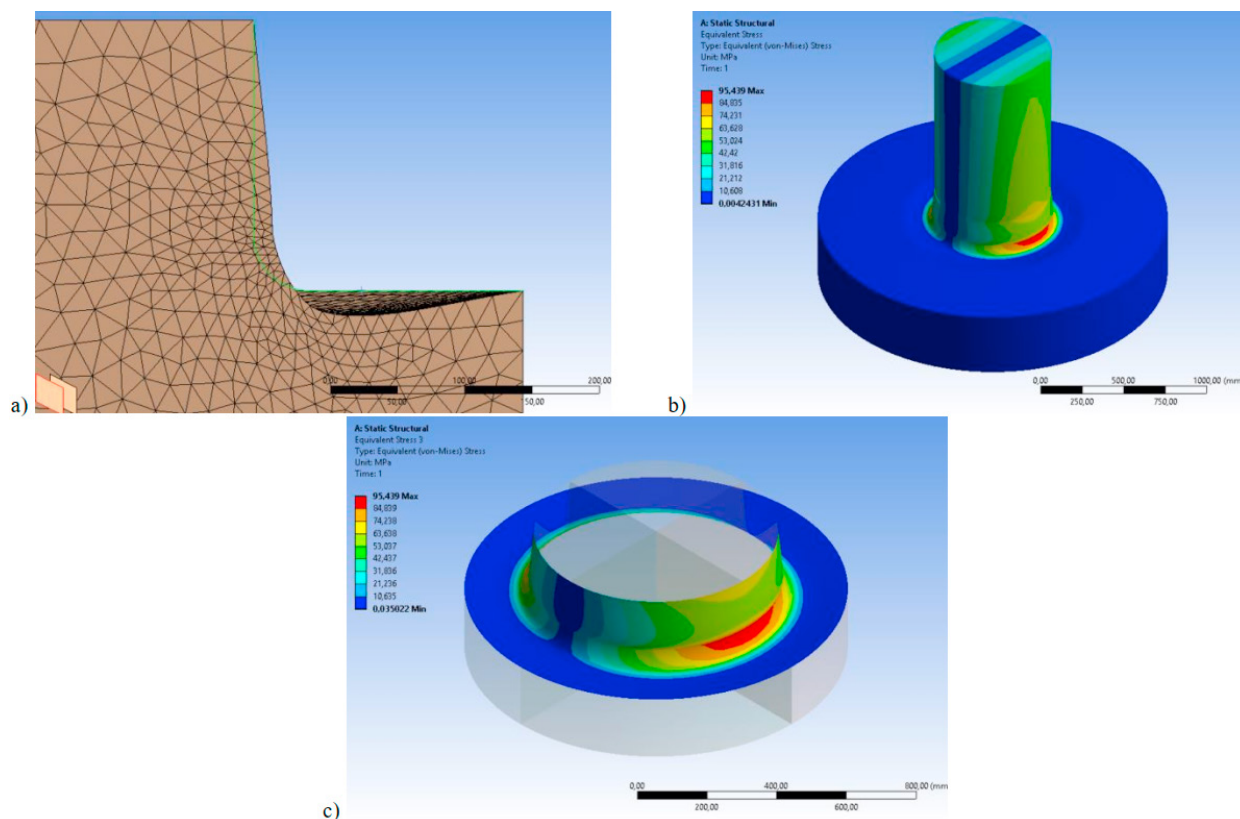 0,00
100,00
200,00
50,00
150,00
a)
A: Static Structural
Equivalent Stress
Type: Equivalent (von-Mises) Stress
Unit: MPa
Time: 1
95,439 Max
84,835
74,231
63,628
53,024
42,42
31,816
21,212
10,608
0,0042431 Min
0,00
500,00
1000,00 (mm
250,00
750,00
b)
A: Static Structural
Equivalent Stress 3
Type: Equivalent (von-Mises) Stress
Unit: MPa
Time: 1
95,439 Max
84,839
74,238
63,638
53,037
42,437
31,836
21,236
10,635
0,035022 Min
0,00
400,00
800,00 (mm
200,00
600,00
c)